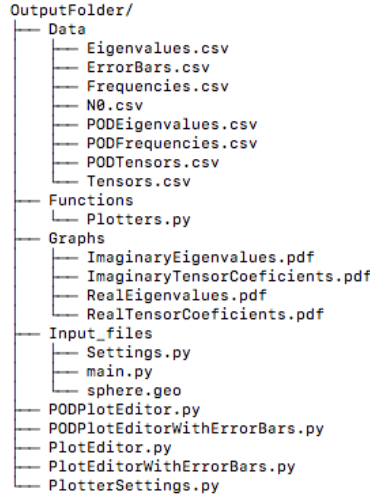 OutputFolder/
├── Data
│   ├── Eigenvalues.csv
│   ├── ErrorBars.csv
│   ├── Frequencies.csv
│   ├── N0.csv
│   ├── PODEigenvalues.csv
│   ├── PODFrequencies.csv
│   ├── PODTensors.csv
│   └── Tensors.csv
├── Functions
│   └── Plotters.py
├── Graphs
│   ├── ImaginaryEigenvalues.pdf
│   ├── ImaginaryTensorCoeficients.pdf
│   ├── RealEigenvalues.pdf
│   └── RealTensorCoeficients.pdf
├── Input_files
│   ├── Settings.py
│   ├── main.py
│   └── sphere.geo
├── PODPlotEditor.py
├── PODPlotEditorWithErrorBars.py
├── PlotEditor.py
├── PlotEditorWithErrorBars.py
└── PlotterSettings.py